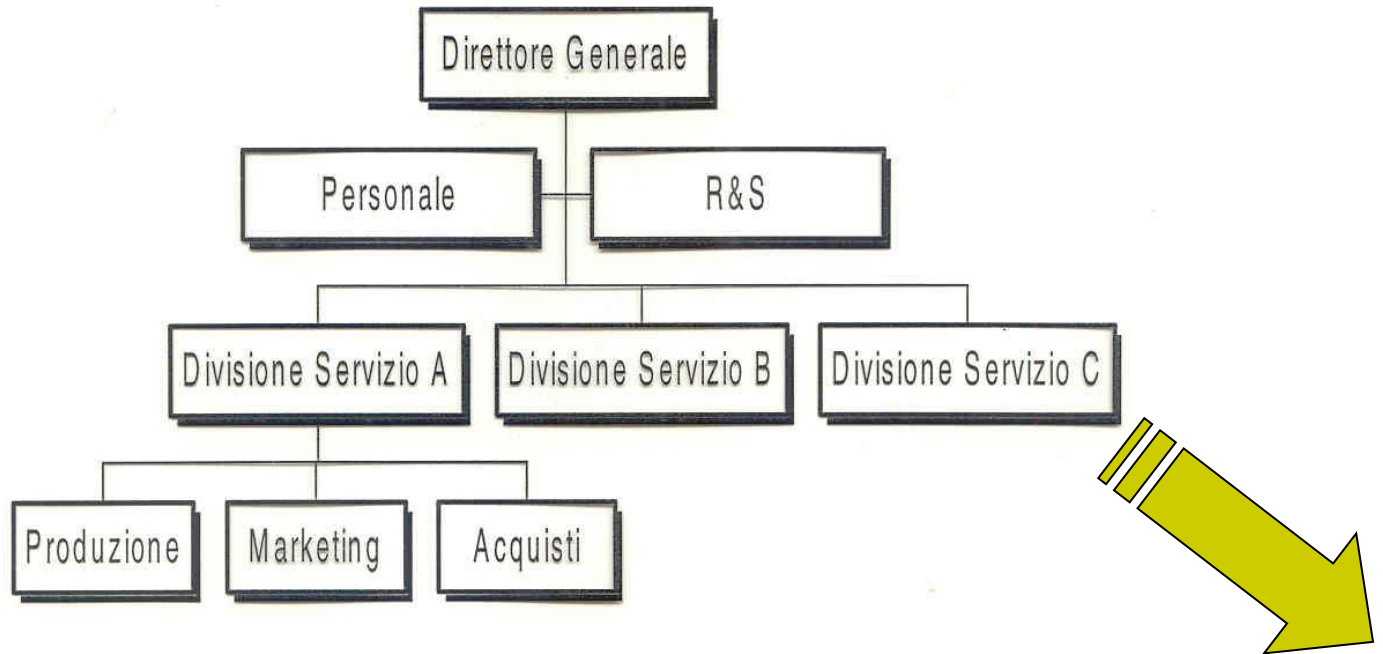 Direttore Generale
Personale
R&S
Divisione Servizio A
Divisione Servizio B
Divisione Servizio C
Produzione
Marketing
Acquisti